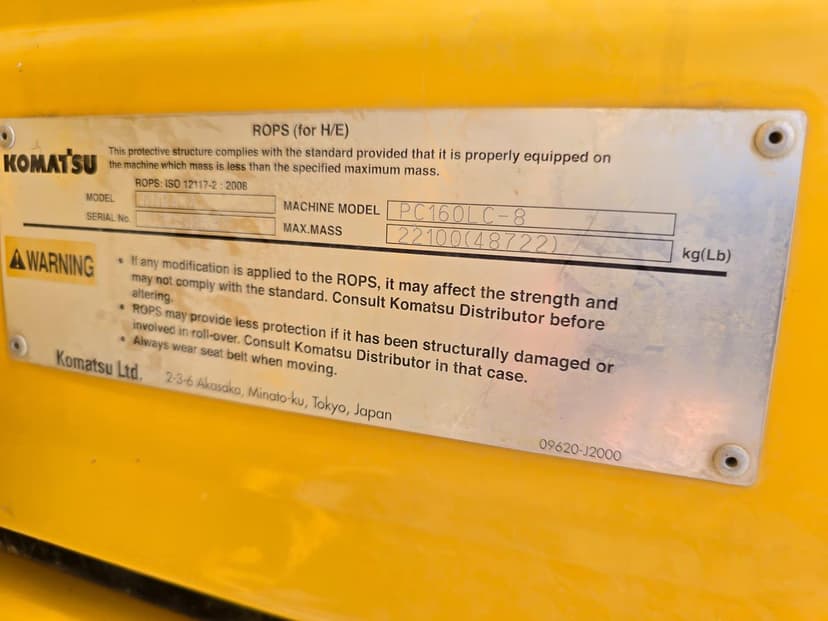 ROPS (for H/E)
KOMATSU
This protective structure complies with the standard provided that it is properly equipped on
the machine which mass is less than the specified maximum mass.
ROPS: ISO 12117-2 : 2008
MODEL
MACHINE MODEL PC160LC-8
SERIAL No.
MAX.MASS 22100(48722) kg(Lb)
WARNING
• If any modification is applied to the ROPS, it may affect the strength and
may not comply with the standard. Consult Komatsu Distributor before
altering.
• ROPS may provide less protection if it has been structurally damaged or
involved in roll-over. Consult Komatsu Distributor in that case.
• Always wear seat belt when moving.
Komatsu Ltd. 2-3-6 Akasaka, Minato-ku, Tokyo, Japan
09620-J2000